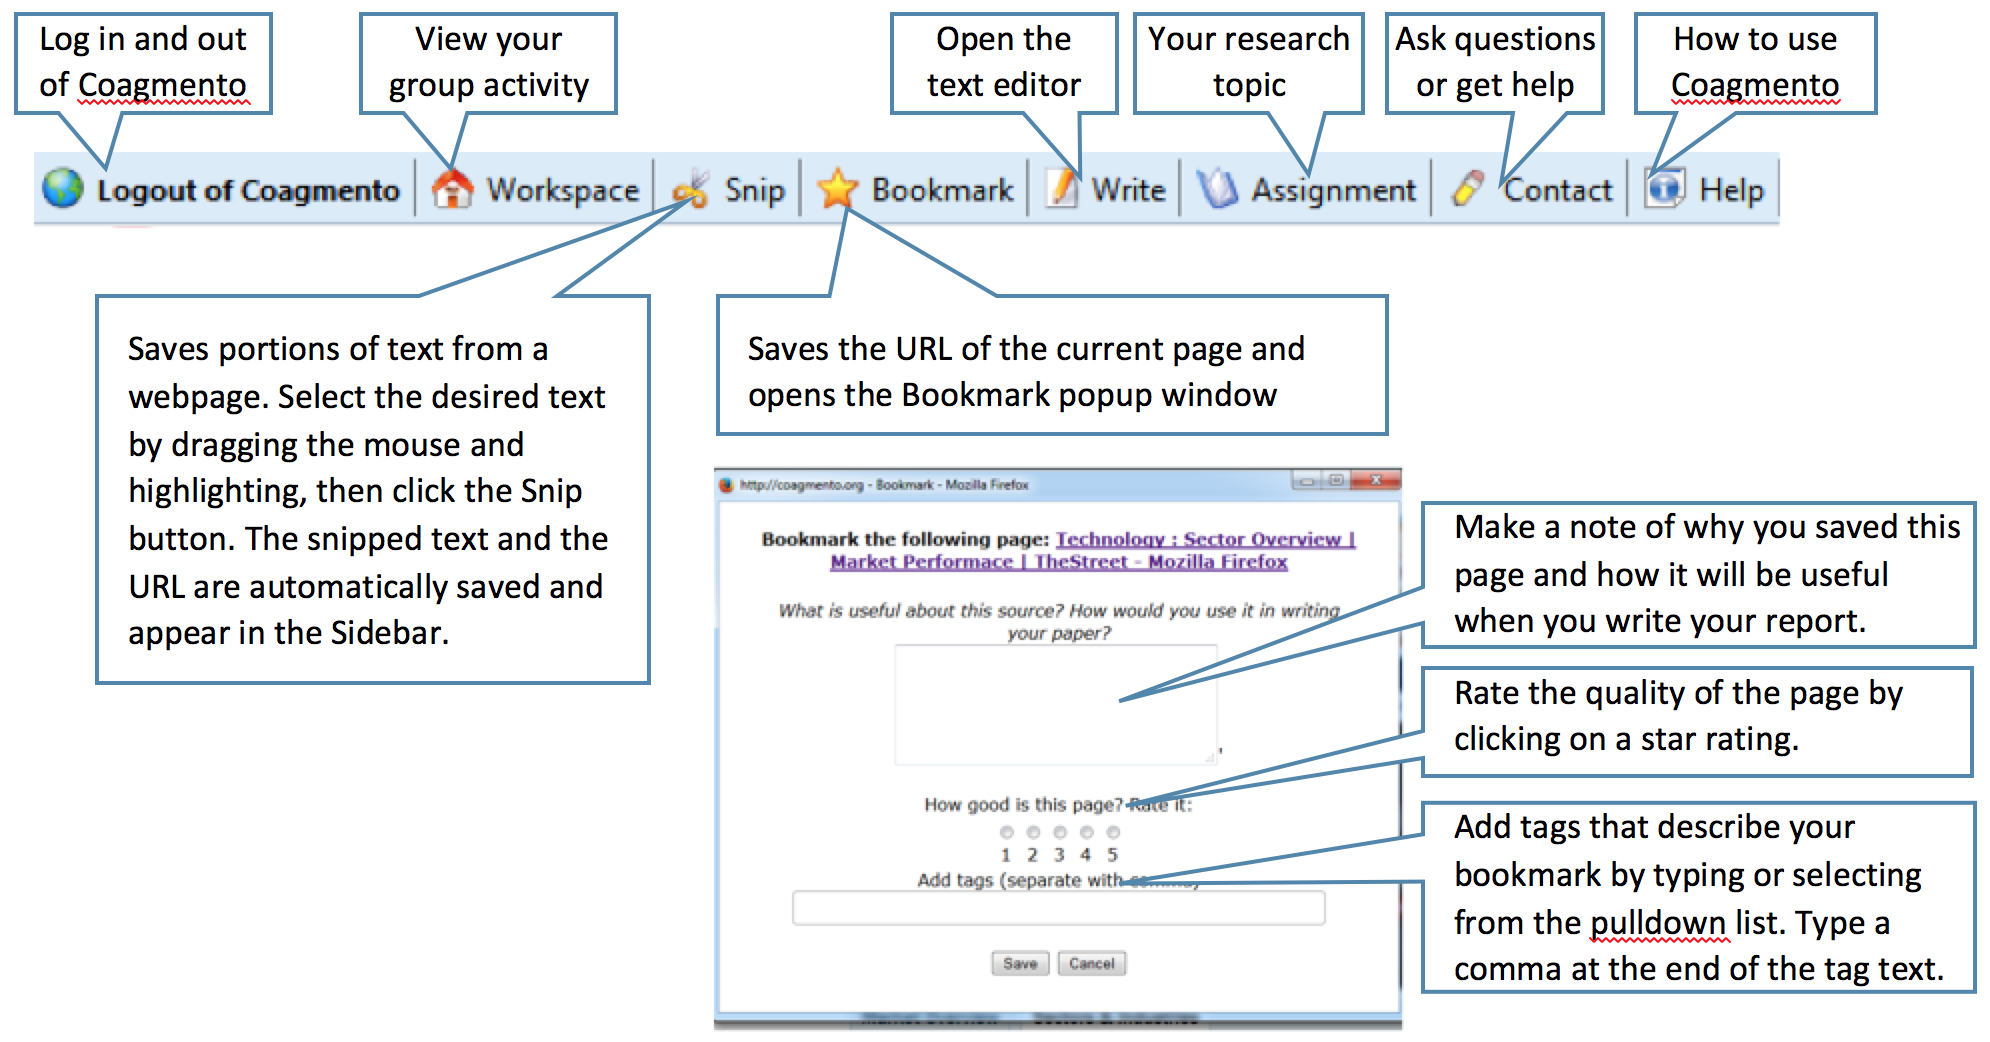 Log in and out
of Coagmento
View your
group activity
Open the
text editor
Your research
topic
Ask questions
or get help
How to use
Coagmento
Logout of Coagmento
Workspace
Snip
Bookmark
Write
Assignment
Contact
Help
Saves portions of text from a
webpage. Select the desired text
by dragging the mouse and
highlighting, then click the Snip
button. The snipped text and the
URL are automatically saved and
appear in the Sidebar.
Saves the URL of the current page and
opens the Bookmark popup window
http://coagmento.org - Bookmark - Mozilla Firefox
Bookmark the following page: Technology : Sector Overview |
Market Performace | TheStreet - Mozilla Firefox
What is useful about this source? How would you use it in writing
your paper?
How good is this page? Rate it:
1 2 3 4 5
Add tags (separate with comma)
Save Cancel
Market Overview Sectors & Industries
Make a note of why you saved this
page and how it will be useful
when you write your report.
Rate the quality of the page by
clicking on a star rating.
Add tags that describe your
bookmark by typing or selecting
from the pulldown list. Type a
comma at the end of the tag text.